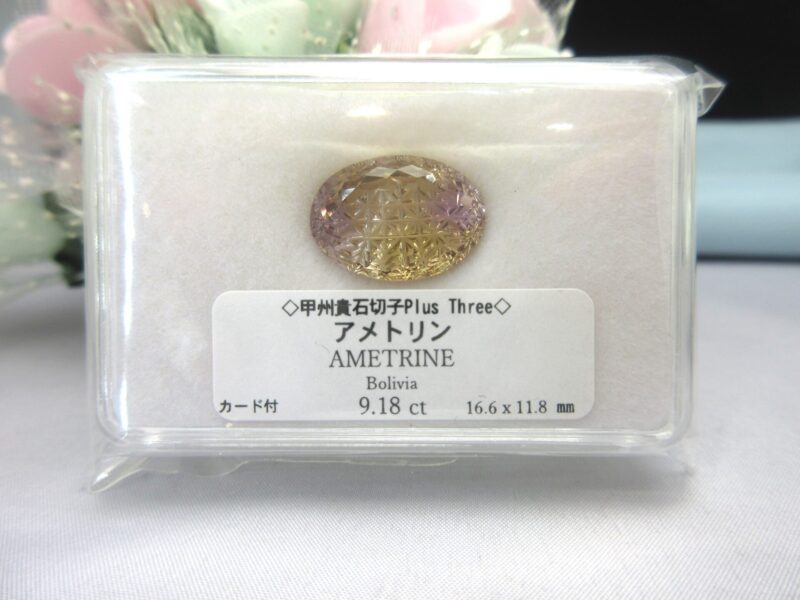 ◇甲州貴石切子Plus Three◇
アメトリン
AMETRINE
Bolivia
カード付 9.18 ct 16.6 x 11.8 mm